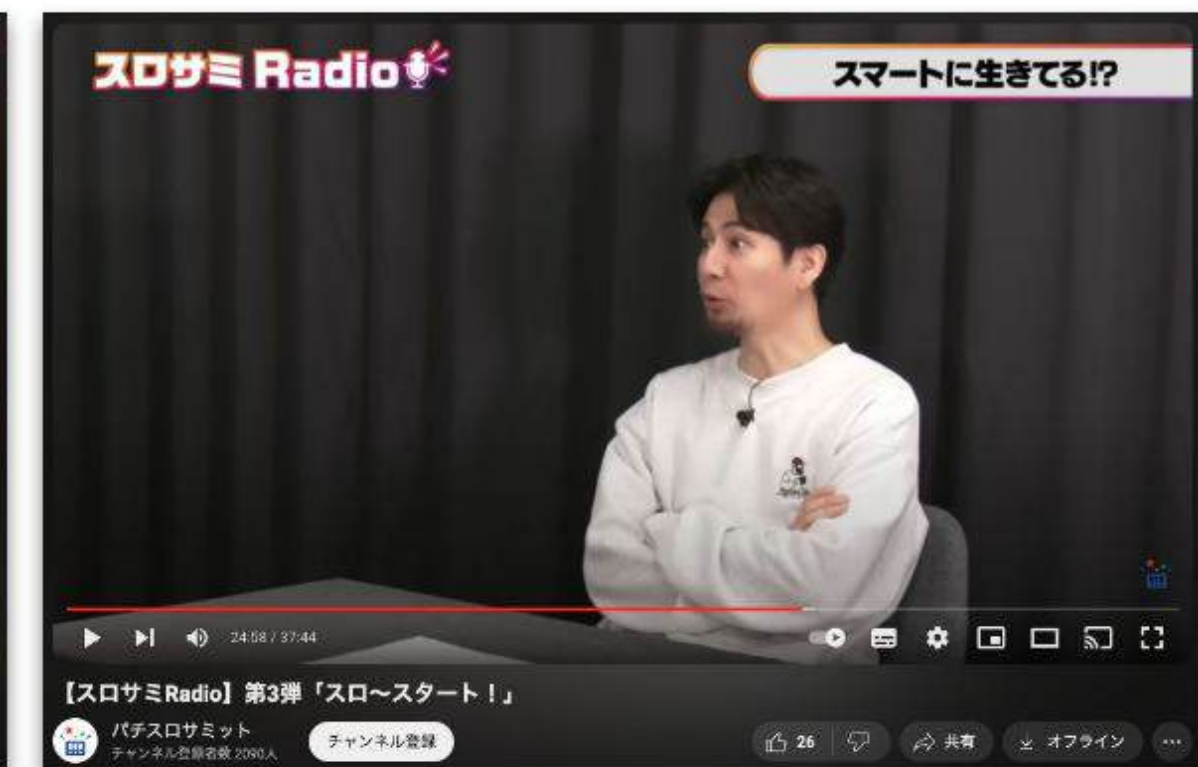 スロサミ Radio
スマートに生きてる!?
24:58 / 37:44
【スロサミRadio】第3弾「スロ〜スタート！」
パチスロサミット
チャンネル登録者数 2090人
チャンネル登録
26
共有
オフライン